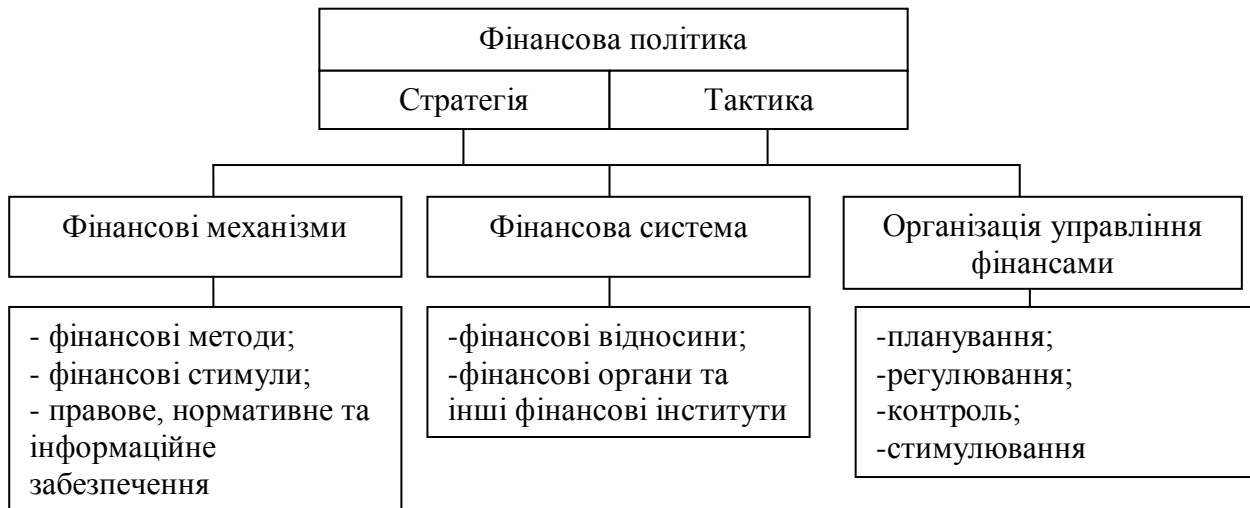 Фінансова політика
Стратегія
Тактика
Фінансові механізми
Фінансова система
Організація управління
фінансами
- фінансові методи;
- фінансові стимули;
- правове, нормативне та
інформаційне
забезпечення
-фінансові відносини;
-фінансові органи та
інші фінансові інститути
-планування;
-регулювання;
-контроль;
-стимулювання